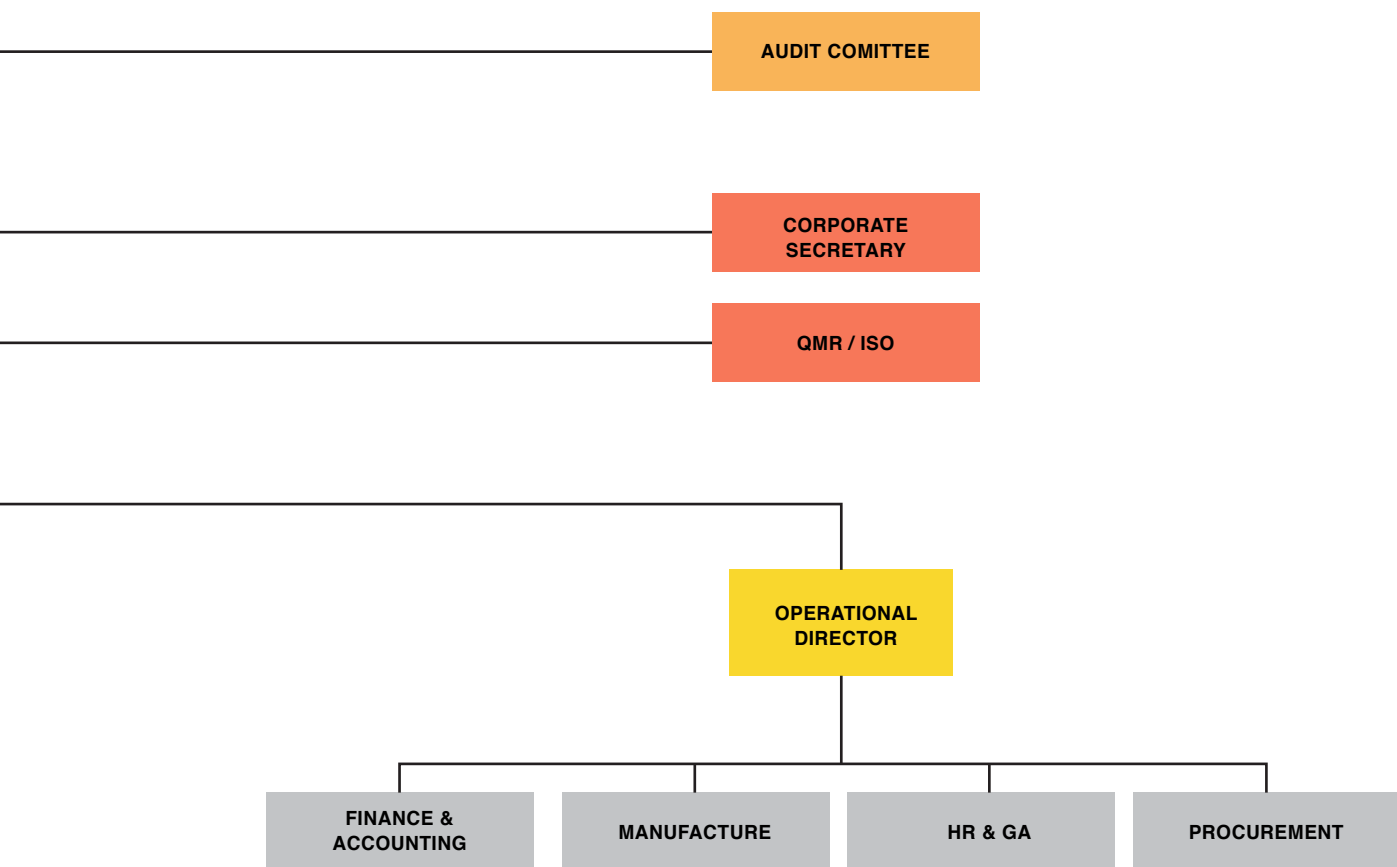 AUDIT COMITTEE
CORPORATE
SECRETARY
QMR / ISO
OPERATIONAL
DIRECTOR
FINANCE &
ACCOUNTING
MANUFACTURE
HR & GA
PROCUREMENT